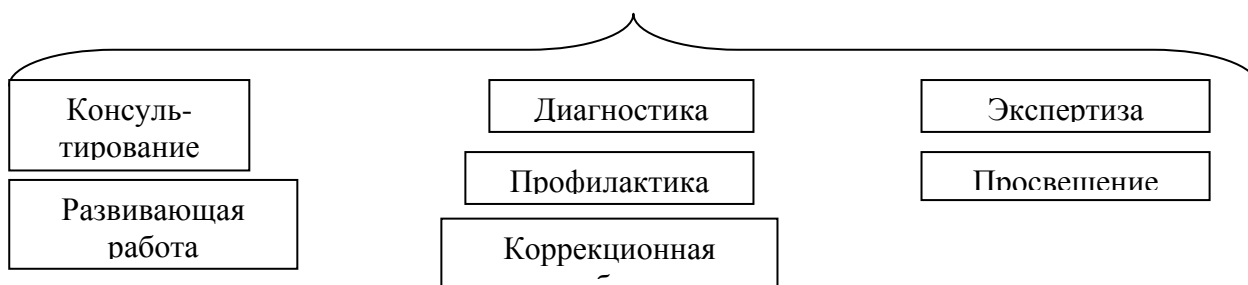 Консуль-
тирование
Развивающая
работа
Диагностика
Профилактика
Коррекционная
Экспертиза
Просвещение